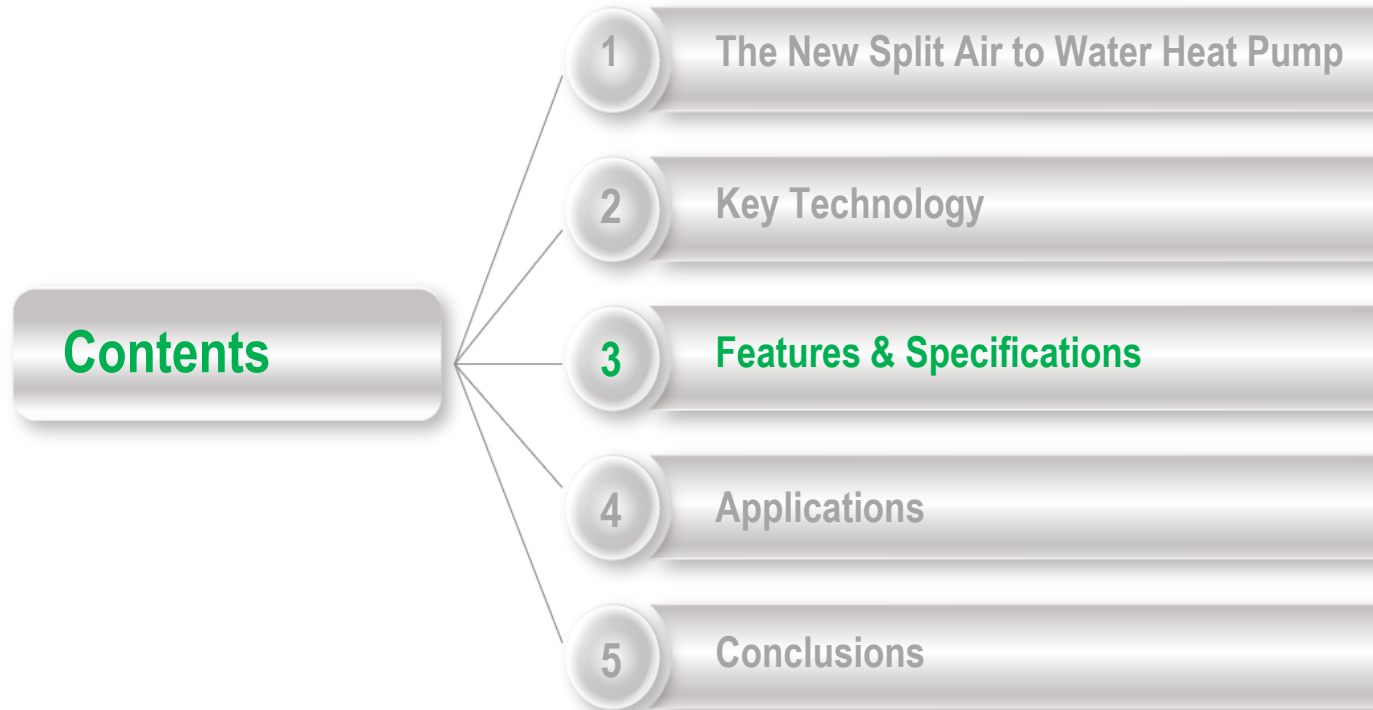 Contents
1
The New Split Air to Water Heat Pump
2
Key Technology
3
Features & Specifications
4
Applications
5
Conclusions